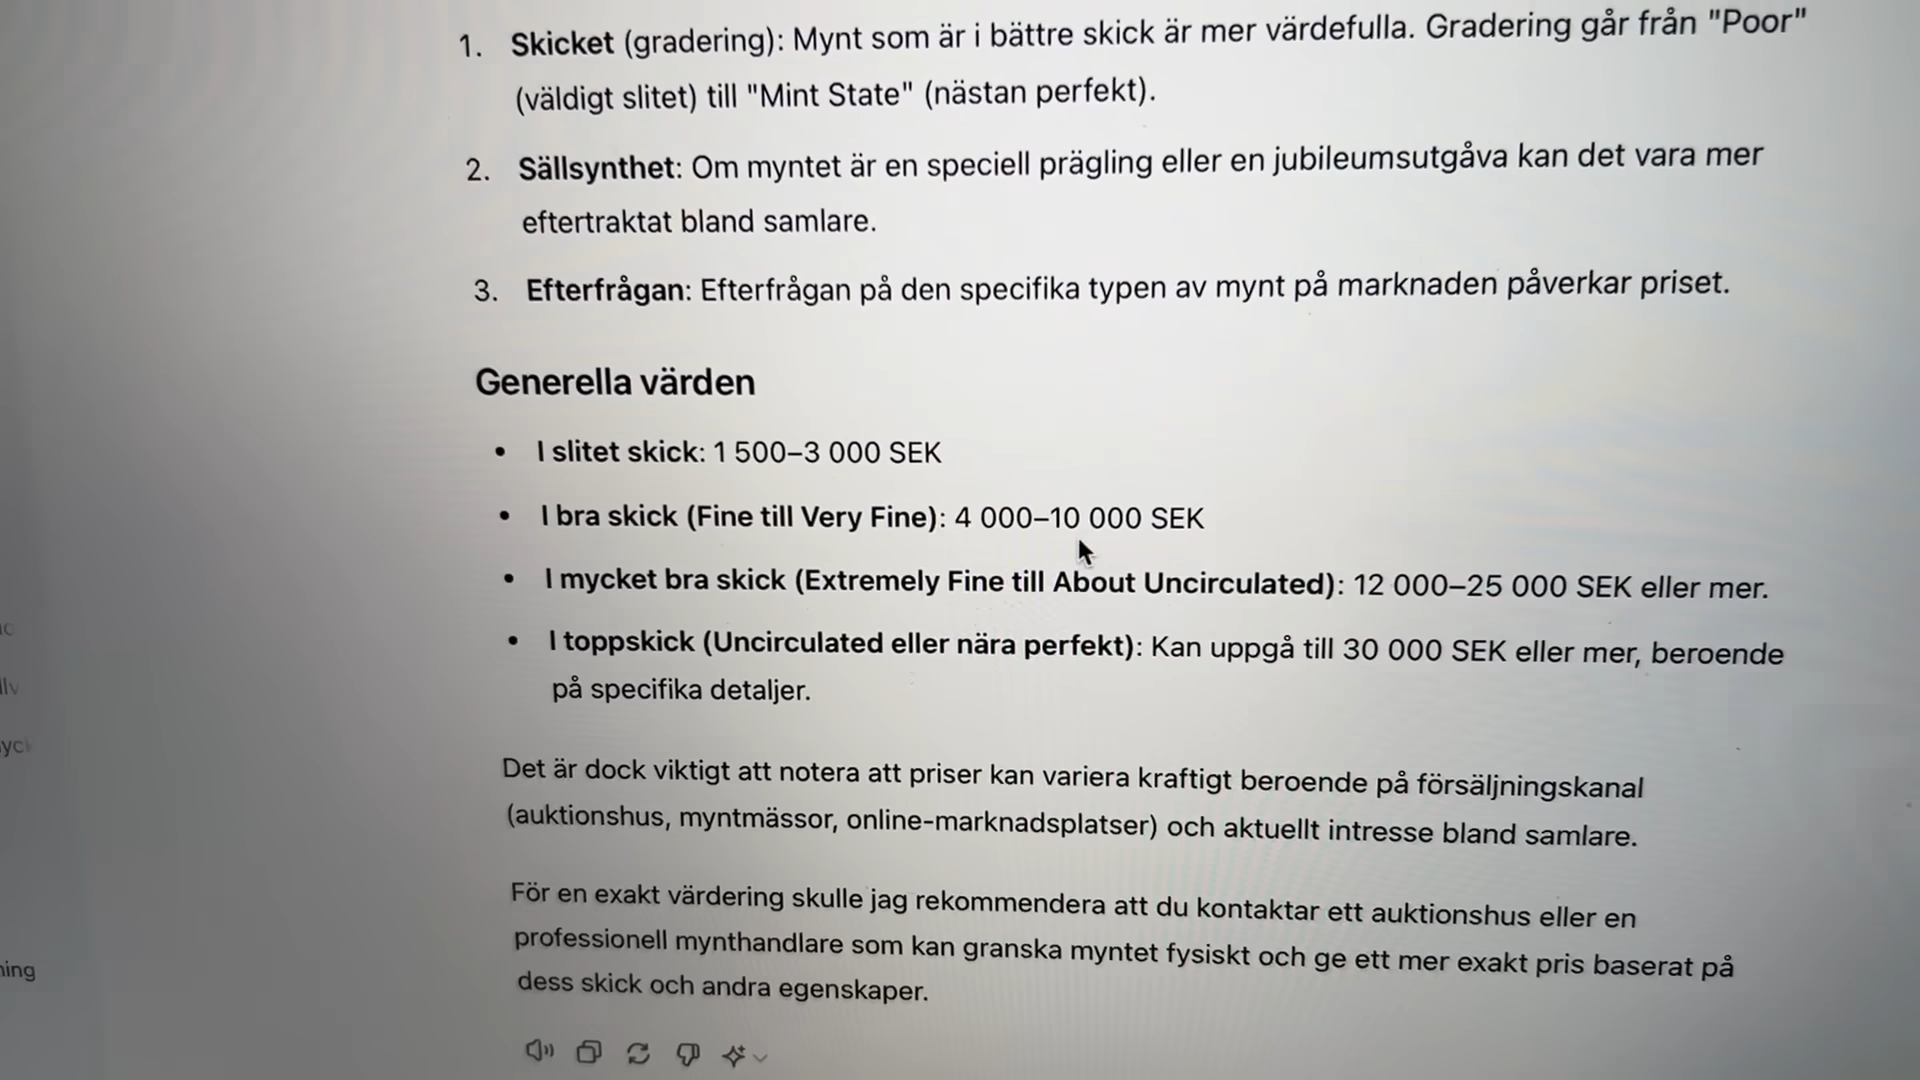 1. Skicket (gradering): Mynt som är i bättre skick är mer värdefulla. Gradering går från "Poor"
(väldigt slitet) till "Mint State" (nästan perfekt).
2. Sällsynthet: Om myntet är en speciell prägling eller en jubileumsutgåva kan det vara mer
eftertraktat bland samlare.
3. Efterfrågan: Efterfrågan på den specifika typen av mynt på marknaden påverkar priset.
Generella värden
• I slitet skick: 1 500–3 000 SEK
• I bra skick (Fine till Very Fine): 4 000–10 000 SEK
• I mycket bra skick (Extremely Fine till About Uncirculated): 12 000–25 000 SEK eller mer.
• I toppskick (Uncirculated eller nära perfekt): Kan uppgå till 30 000 SEK eller mer, beroende
på specifika detaljer.
Det är dock viktigt att notera att priser kan variera kraftigt beroende på försäljningskanal
(auktionshus, myntmässor, online-marknadsplatser) och aktuellt intresse bland samlare.
För en exakt värdering skulle jag rekommendera att du kontaktar ett auktionshus eller en
professionell mynthandlare som kan granska myntet fysiskt och ge ett mer exakt pris baserat på
dess skick och andra egenskaper.